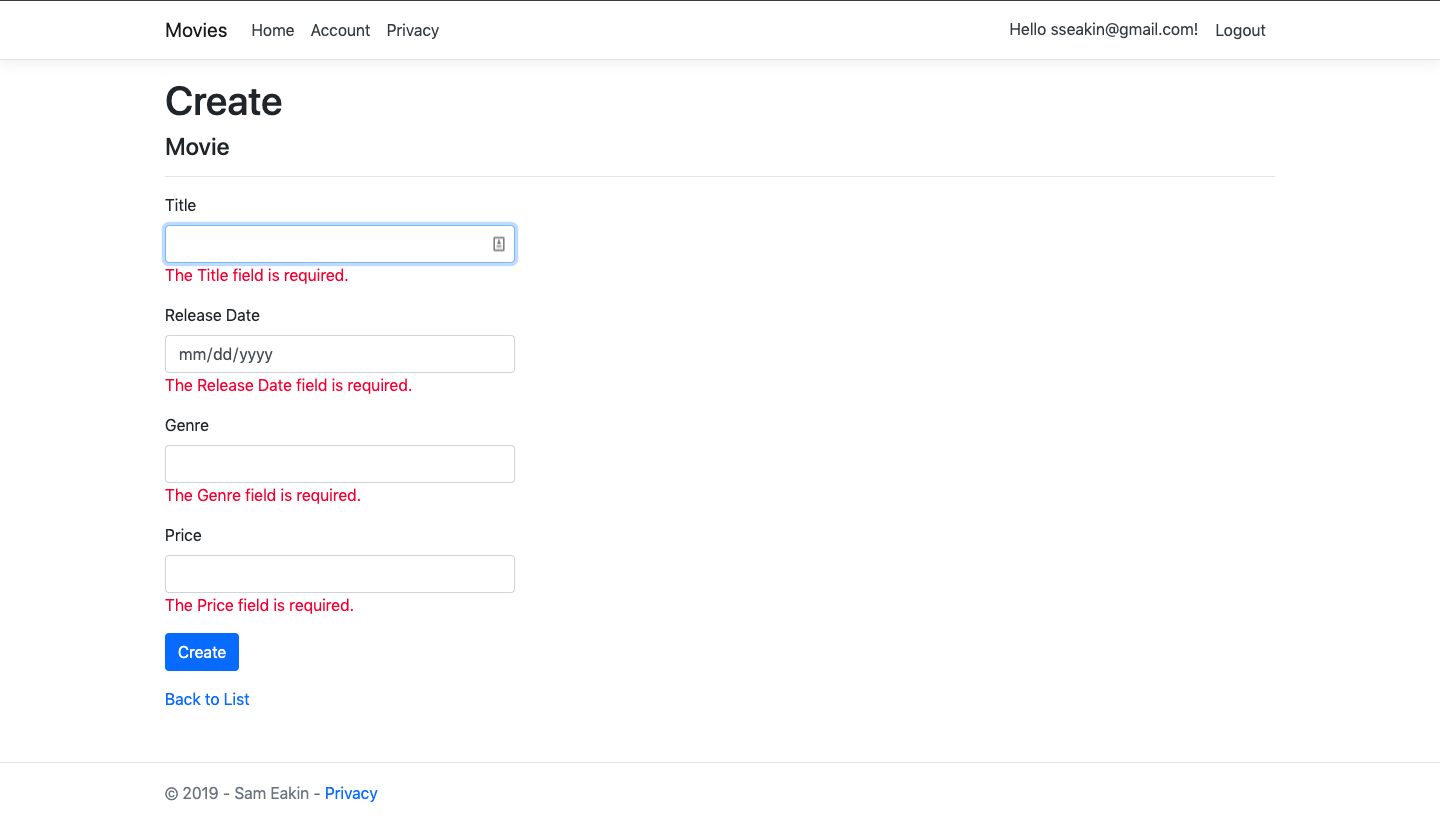 Movies Home Account Privacy Hello sseakin@gmail.com! Logout
Create
Movie
Title
The Title field is required.
Release Date
mm/dd/yyyy
The Release Date field is required.
Genre
The Genre field is required.
Price
The Price field is required.
Create
Back to List
© 2019 - Sam Eakin - Privacy